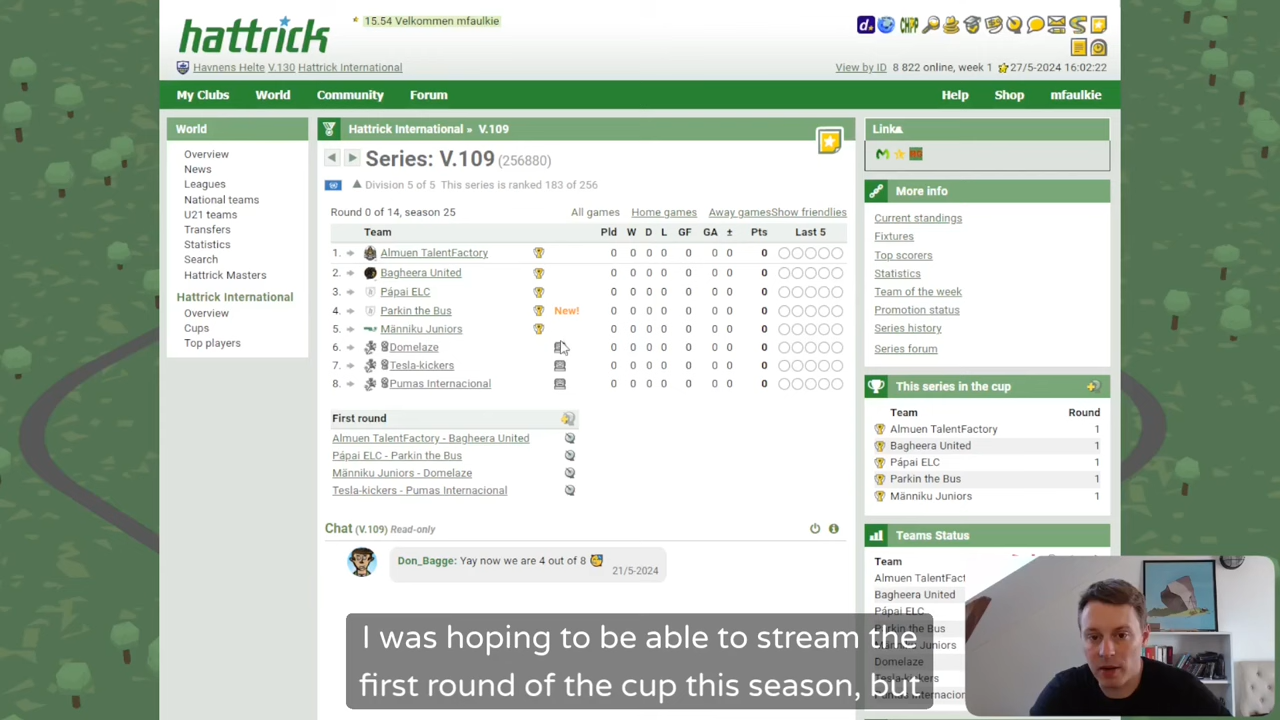 hattrick
15.54 Velkommen mfaulkie
Havnens Helte V.130 Hattrick International
View by ID 8 822 online, week 1 27/5-2024 16:02:22
CHPP
My Clubs World Community Forum Help Shop mfaulkie
World
Overview
News
Leagues
National teams
U21 teams
Transfers
Statistics
Search
Hattrick Masters
Hattrick International
Overview
Cups
Top players
Hattrick International » V.109
Series: V.109 (256880)
Division 5 of 5 This series is ranked 183 of 256
Round 0 of 14, season 25 All games Home games Away games Show friendlies
Team Pld W D L GF GA ± Pts Last 5
1. Almuen TalentFactory 0 0 0 0 0 0 0 0
2. Bagheera United 0 0 0 0 0 0 0 0
3. Pápai ELC 0 0 0 0 0 0 0 0
4. Parkin the Bus New! 0 0 0 0 0 0 0 0
5. Männiku Juniors 0 0 0 0 0 0 0 0
6. Domelaze 0 0 0 0 0 0 0 0
7. Tesla-kickers 0 0 0 0 0 0 0 0
8. Pumas Internacional 0 0 0 0 0 0 0 0
First round
Almuen TalentFactory - Bagheera United
Pápai ELC - Parkin the Bus
Männiku Juniors - Domelaze
Tesla-kickers - Pumas Internacional
Chat (V.109) Read-only
Don_Bagge: Yay now we are 4 out of 8
21/5-2024
Links
More info
Current standings
Fixtures
Top scorers
Statistics
Team of the week
Promotion status
Series history
Series forum
This series in the cup
Team Round
Almuen TalentFactory 1
Bagheera United 1
Pápai ELC 1
Parkin the Bus 1
Männiku Juniors 1
Teams Status
Team
Almuen TalentFact
Bagheera United
Pápai ELC
the Bus
Juniors
Domelaze
Internacion
I was hoping to be able to stream the
first round of the cup this season, but